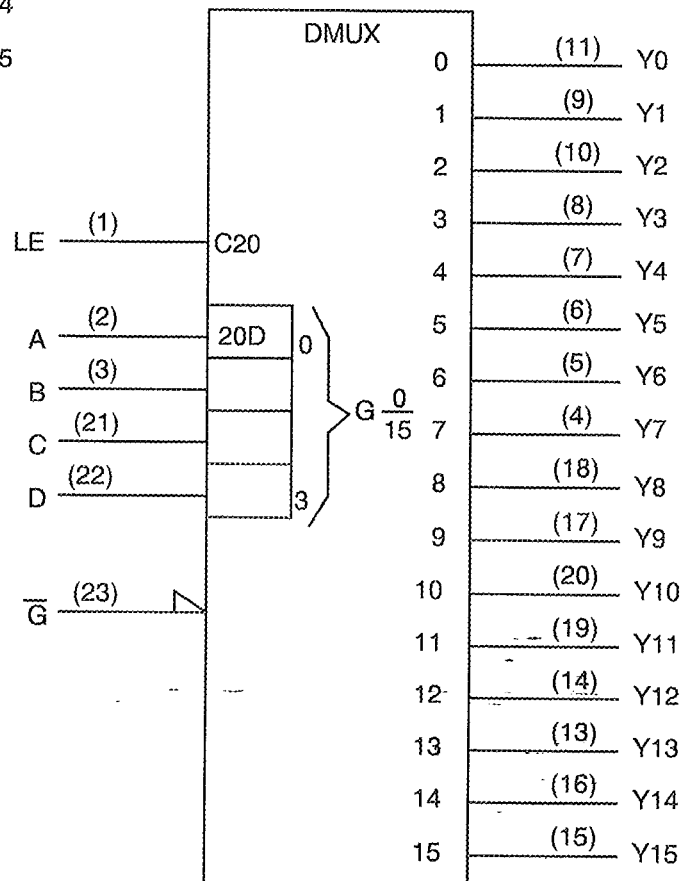 4
5
DMUX
0 (11) Y0
1 (9) Y1
2 (10) Y2
3 (8) Y3
LE (1) C20
4 (7) Y4
A (2) 20D 0
5 (6) Y5
B (3)
6 (5) Y6
G 0/15
7 (4) Y7
C (21)
8 (18) Y8
D (22) 3
9 (17) Y9
G̅ (23)
10 (20) Y10
11 (19) Y11
12 (14) Y12
13 (13) Y13
14 (16) Y14
15 (15) Y15